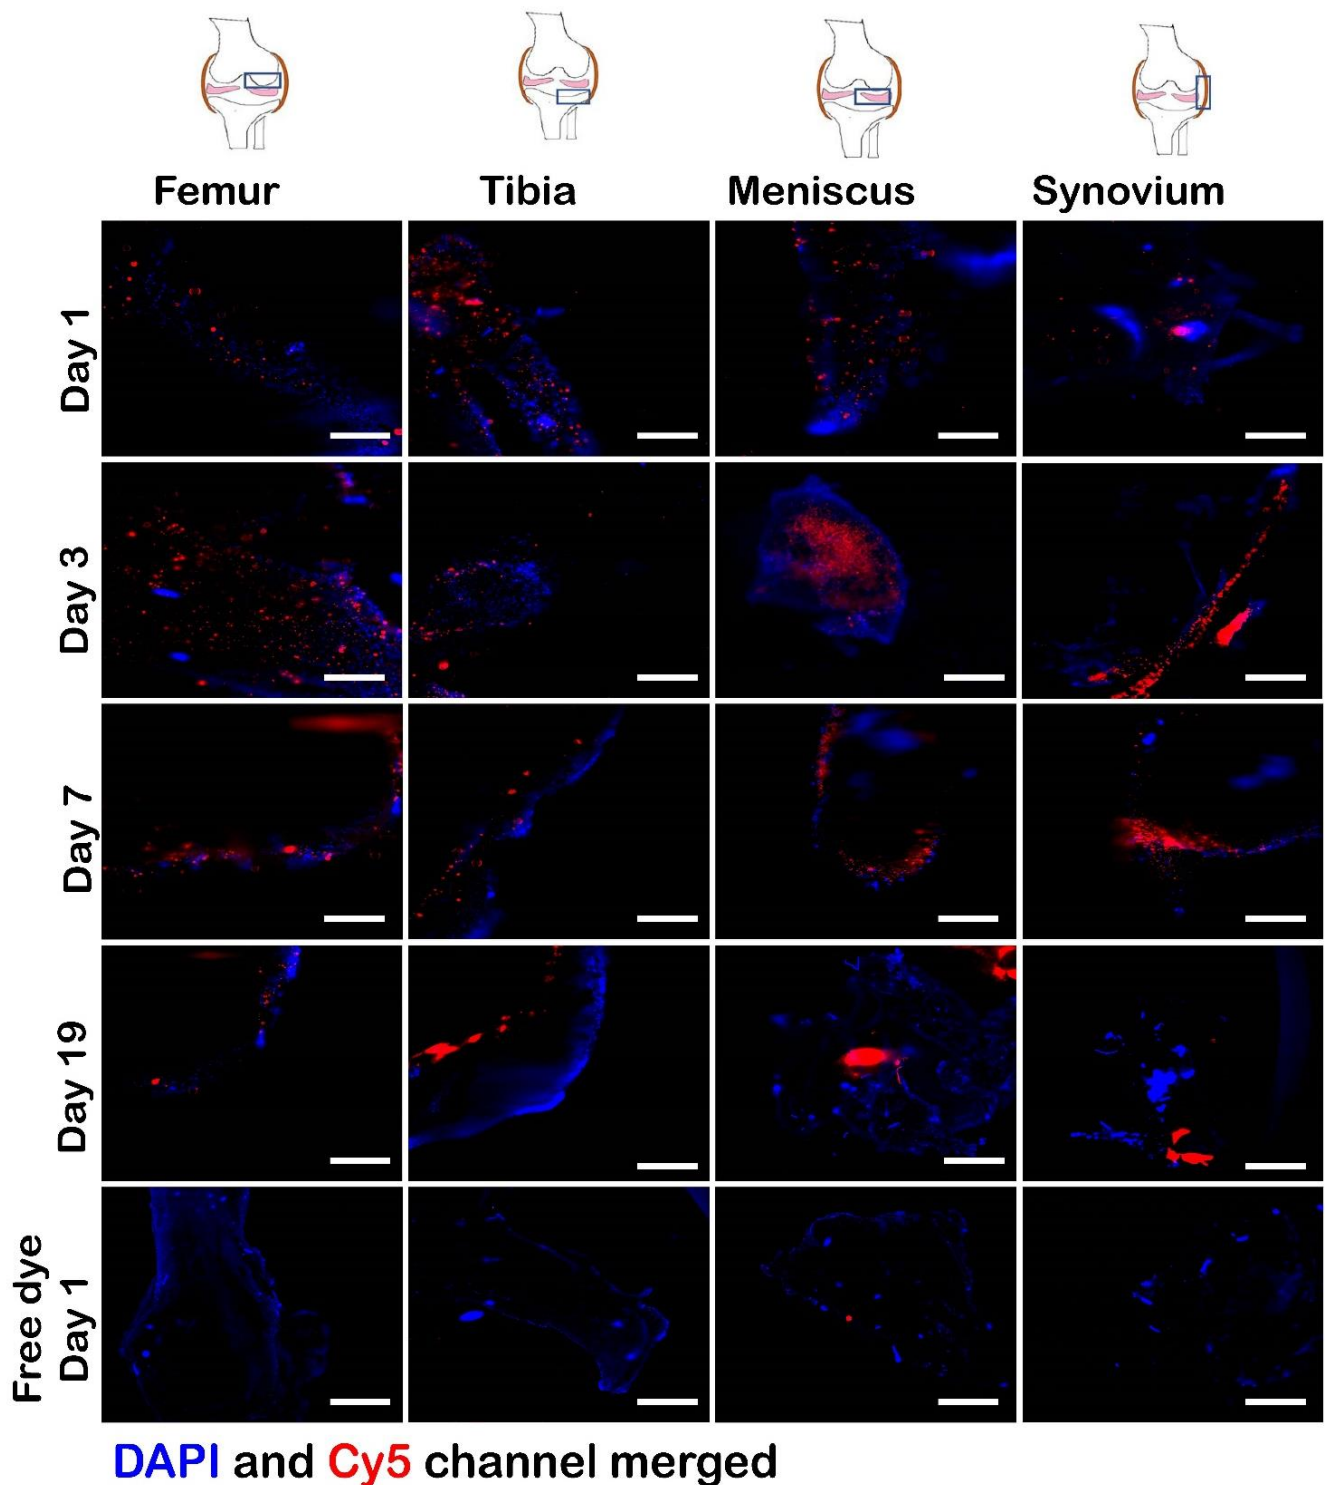 Femur Tibia Meniscus Synovium
Day 1
Day 3
Day 7
Day 19
Free dye
Day 1
DAPI and Cy5 channel merged